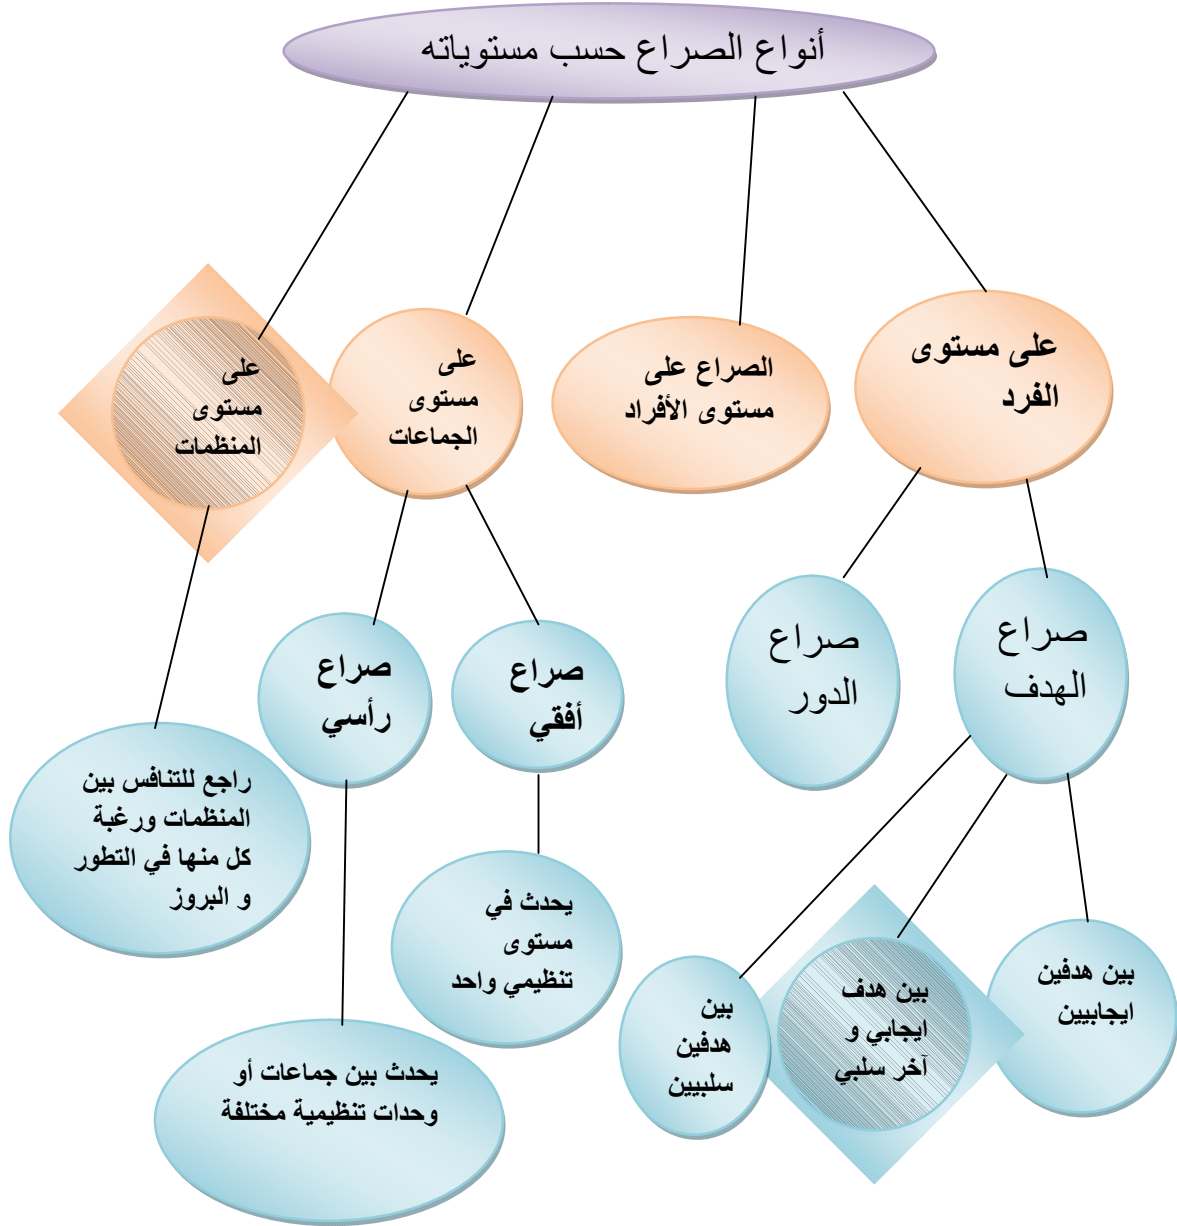 أنواع الصراع حسب مستوياته
على مستوى
الفرد
الصراع على
مستوى الأفراد
على
مستوى
الجماعات
على
مستوى
المنظمات
صراع
الهدف
صراع
الدور
صراع
أفقي
صراع
رأسي
بين هدفين
ايجابيين
بين هدف
ايجابي و
آخر سلبي
بين
هدفين
سلبيين
يحدث في
مستوى
تنظيمي واحد
يحدث بين جماعات أو
وحدات تنظيمية مختلفة
راجع للتنافس بين
المنظمات ورغبة
كل منها في التطور
و البروز